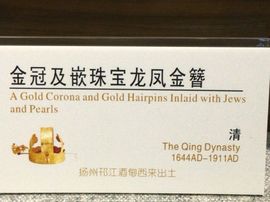 金冠及嵌珠宝龙凤金簪
A Gold Corona and Gold Hairpins Inlaid with Jews
and Pearls
清
The Qing Dynasty
1644AD-1911AD
扬州邗江酒甸西来出土